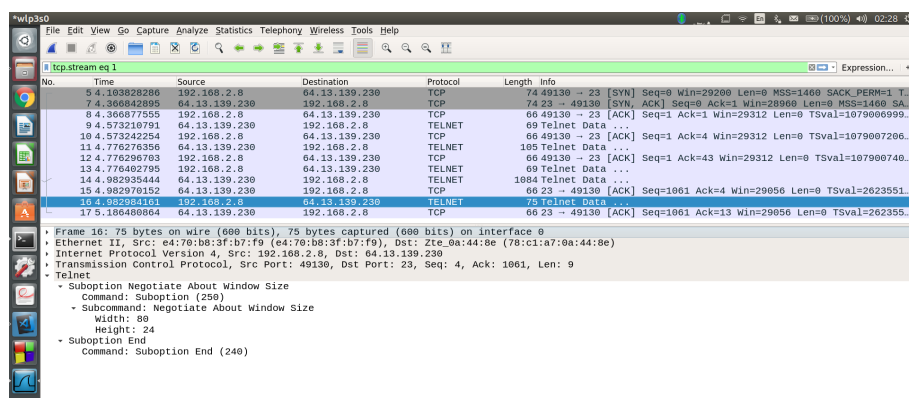 *wlp3s0 En (100%) 02:28
File Edit View Go Capture Analyze Statistics Telephony Wireless Tools Help
tcp.stream eq 1 Expression... +
No. Time Source Destination Protocol Length Info
5 4.103828286 192.168.2.8 64.13.139.230 TCP 74 49130 → 23 [SYN] Seq=0 Win=29200 Len=0 MSS=1460 SACK_PERM=1 T…
7 4.366842895 64.13.139.230 192.168.2.8 TCP 74 23 → 49130 [SYN, ACK] Seq=0 Ack=1 Win=28960 Len=0 MSS=1460 SA…
8 4.366877555 192.168.2.8 64.13.139.230 TCP 66 49130 → 23 [ACK] Seq=1 Ack=1 Win=29312 Len=0 TSval=1079006999…
9 4.573210791 64.13.139.230 192.168.2.8 TELNET 69 Telnet Data ...
10 4.573242254 192.168.2.8 64.13.139.230 TCP 66 49130 → 23 [ACK] Seq=1 Ack=4 Win=29312 Len=0 TSval=1079007206…
11 4.776276356 64.13.139.230 192.168.2.8 TELNET 105 Telnet Data ...
12 4.776296703 192.168.2.8 64.13.139.230 TCP 66 49130 → 23 [ACK] Seq=1 Ack=43 Win=29312 Len=0 TSval=107900740…
13 4.776402795 192.168.2.8 64.13.139.230 TELNET 69 Telnet Data ...
14 4.982935444 64.13.139.230 192.168.2.8 TELNET 1084 Telnet Data ...
15 4.982970152 64.13.139.230 192.168.2.8 TCP 66 23 → 49130 [ACK] Seq=1061 Ack=4 Win=29056 Len=0 TSval=2623551…
16 4.982984161 192.168.2.8 64.13.139.230 TELNET 75 Telnet Data ...
17 5.186480864 64.13.139.230 192.168.2.8 TCP 66 23 → 49130 [ACK] Seq=1061 Ack=13 Win=29056 Len=0 TSval=262355…
Frame 16: 75 bytes on wire (600 bits), 75 bytes captured (600 bits) on interface 0
Ethernet II, Src: e4:70:b8:3f:b7:f9 (e4:70:b8:3f:b7:f9), Dst: Zte_0a:44:8e (78:c1:a7:0a:44:8e)
Internet Protocol Version 4, Src: 192.168.2.8, Dst: 64.13.139.230
Transmission Control Protocol, Src Port: 49130, Dst Port: 23, Seq: 4, Ack: 1061, Len: 9
Telnet
Suboption Negotiate About Window Size
Command: Suboption (250)
Subcommand: Negotiate About Window Size
Width: 80
Height: 24
Suboption End
Command: Suboption End (240)